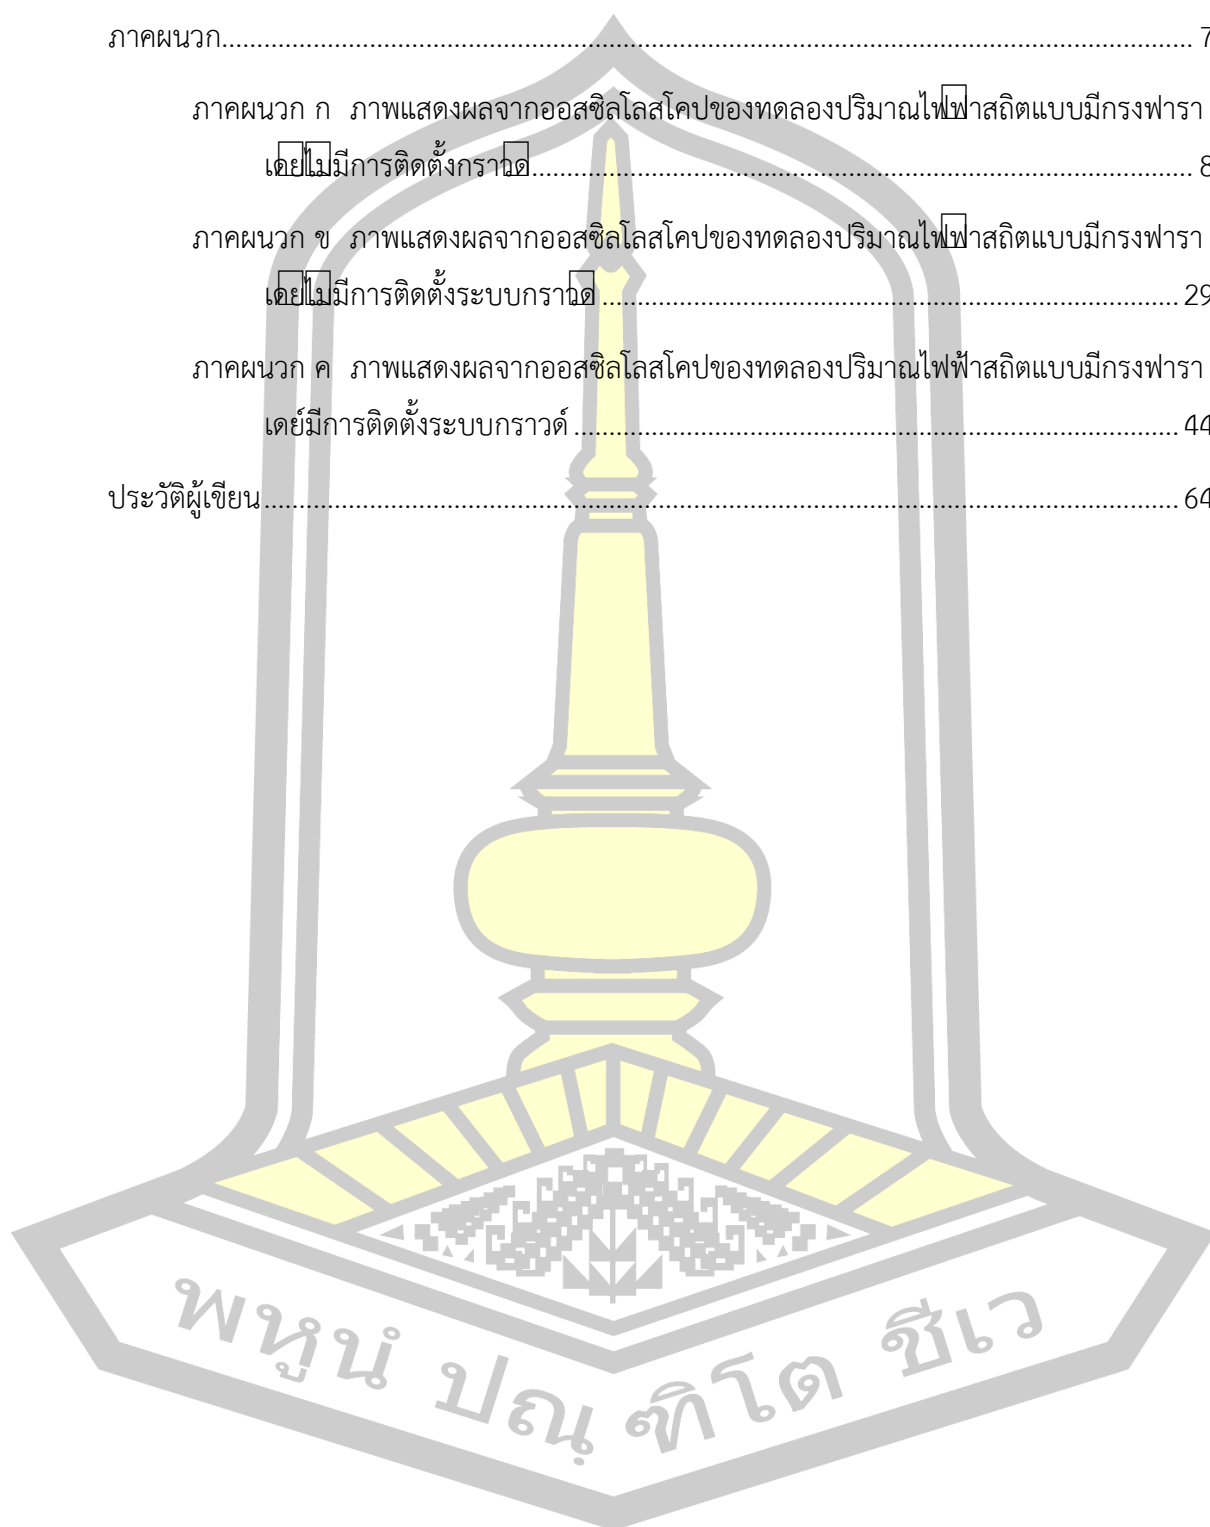 ภาคผนวก........................................................................................................................................ 7
ภาคผนวก ก ภาพแสดงผลจากออสซิลโลสโคปของทดลองปริมาณไฟฟาสถิตแบบมีกรงฟารา
เดยไมมีการติดตั้งกราวด............................................................................................ 8
ภาคผนวก ข ภาพแสดงผลจากออสซิลโลสโคปของทดลองปริมาณไฟฟาสถิตแบบมีกรงฟารา
เดยไมมีการติดตั้งระบบกราวด................................................................................. 29
ภาคผนวก ค ภาพแสดงผลจากออสซิลโลสโคปของทดลองปริมาณไฟฟ้าสถิตแบบมีกรงฟารา
เดย์มีการติดตั้งระบบกราวด์.................................................................................... 44
ประวัติผู้เขียน................................................................................................................................ 64
พหูนํ ปณฺฑิโต ชีเว